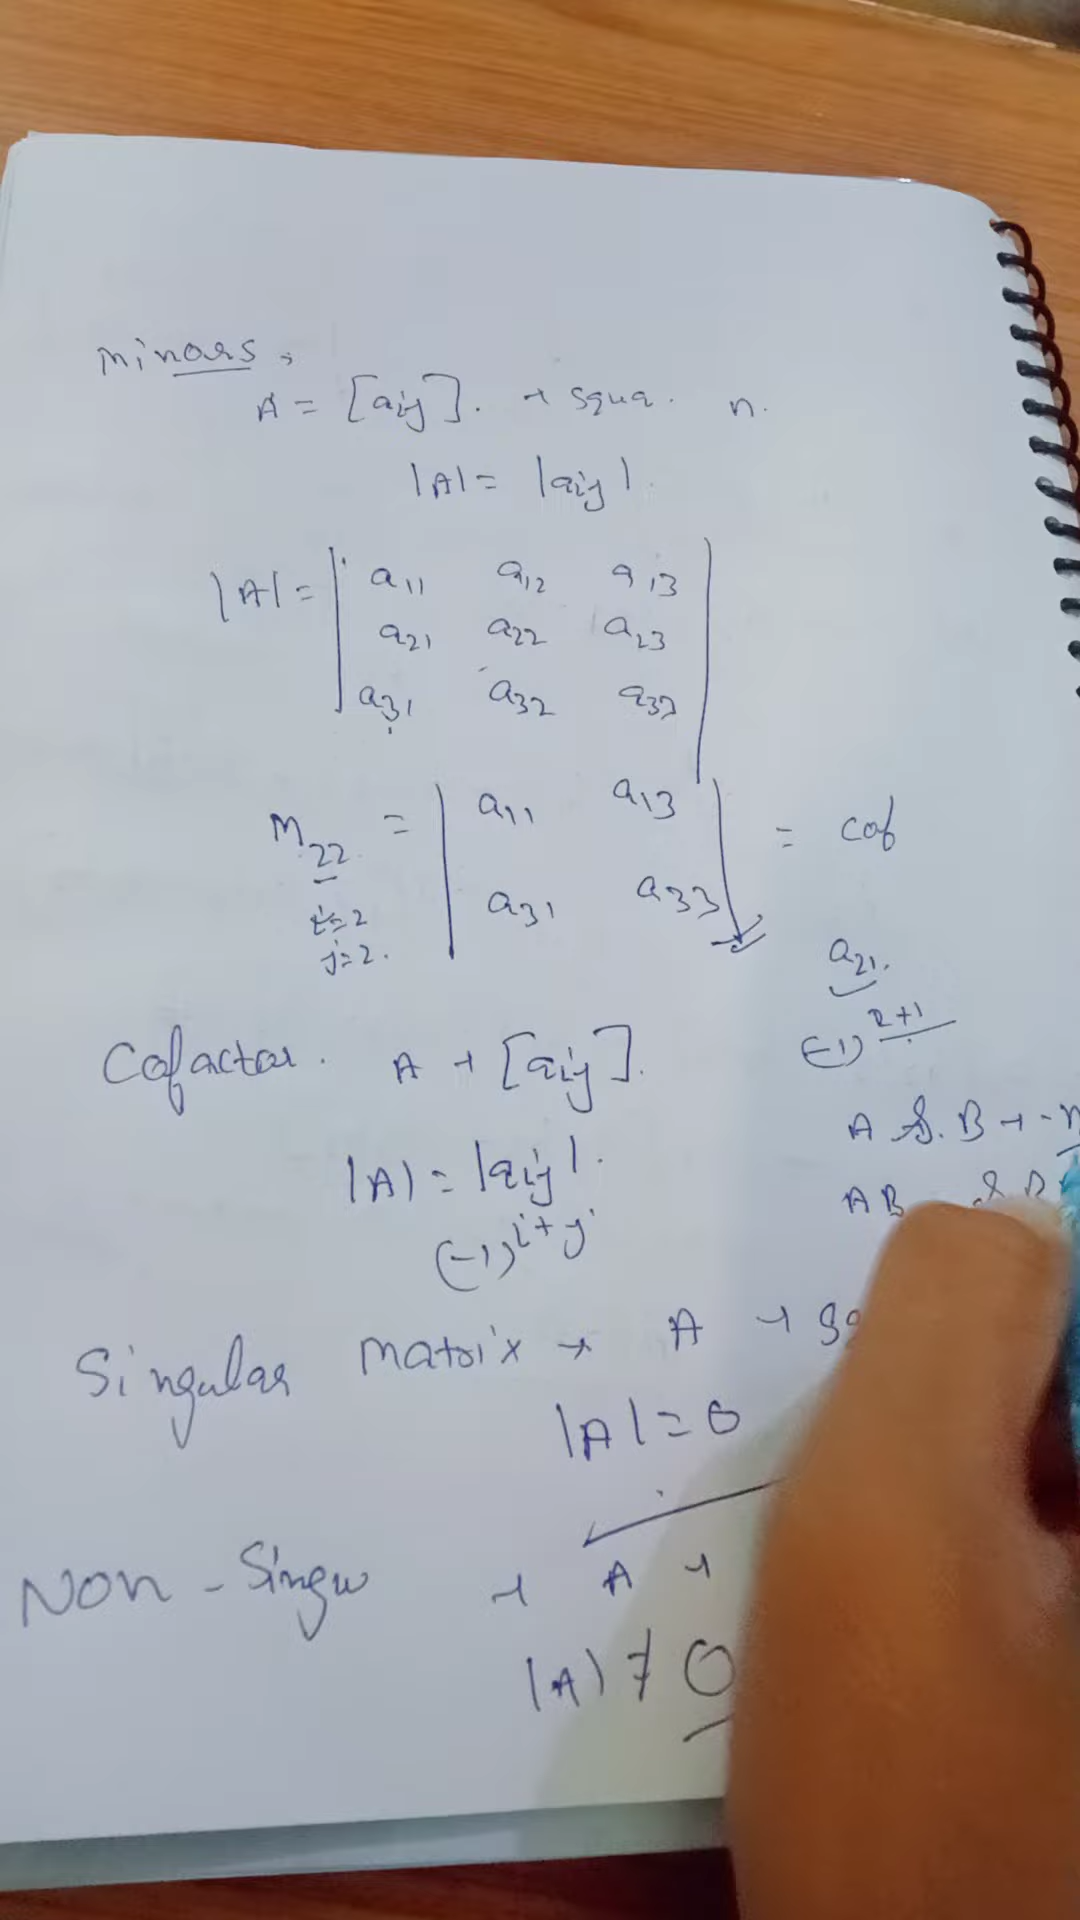 Minors,
A = [aij]. → squa. n.
|A| = |aij|.
|A| = | a11 a12 a13 |
a21 a22 a23
a31 a32 a33
M22 = | a11 a13 | = cof
a31 a33
i=2
j=2.
a21.
(-1)^2+1
Cofactor. A → [aij].
|A| = |aij|.
(-1)^i+j
A & B → -n
AB
Singular matrix → A →
|A| = 0
Non-Singu → A →
|A| ≠ 0